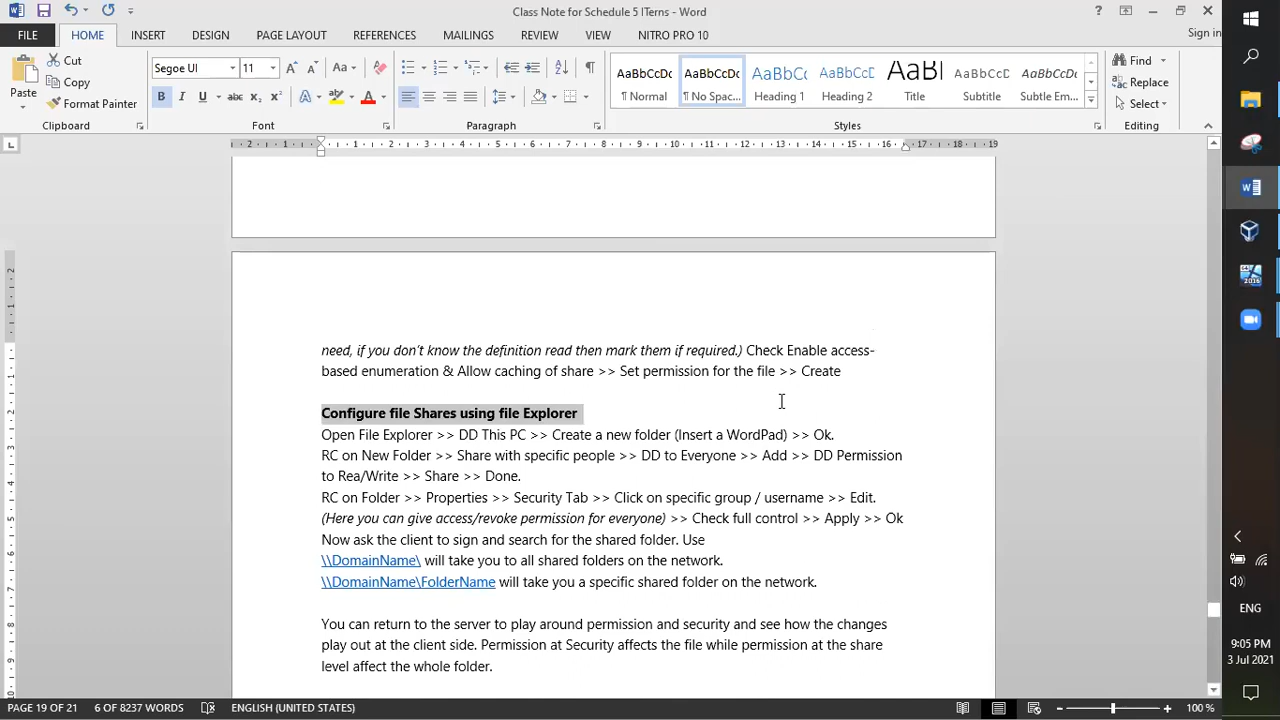 Class Note for Schedule 5 ITerns - Word
Sign in
FILE HOME INSERT DESIGN PAGE LAYOUT REFERENCES MAILINGS REVIEW VIEW NITRO PRO 10
Paste
Cut
Copy
Format Painter
Clipboard
Segoe UI 11
Font
Paragraph
AaBbCcDc AaBbCcDc AaBbCc AaBbCc AaBl AaBbCcDc AaBbCcDc
¶ Normal ¶ No Spac... Heading 1 Heading 2 Title Subtitle Subtle Em...
Styles
Find
Replace
Select
Editing
need, if you don't know the definition read then mark them if required.) Check Enable access-
based enumeration & Allow caching of share >> Set permission for the file >> Create
Configure file Shares using file Explorer
Open File Explorer >> DD This PC >> Create a new folder (Insert a WordPad) >> Ok.
RC on New Folder >> Share with specific people >> DD to Everyone >> Add >> DD Permission
to Rea/Write >> Share >> Done.
RC on Folder >> Properties >> Security Tab >> Click on specific group / username >> Edit.
(Here you can give access/revoke permission for everyone) >> Check full control >> Apply >> Ok
Now ask the client to sign and search for the shared folder. Use
\\DomainName\ will take you to all shared folders on the network.
\\DomainName\FolderName will take you a specific shared folder on the network.
You can return to the server to play around permission and security and see how the changes
play out at the client side. Permission at Security affects the file while permission at the share
level affect the whole folder.
PAGE 19 OF 21 6 OF 8237 WORDS ENGLISH (UNITED STATES) 100 %
ENG
9:05 PM
3 Jul 2021